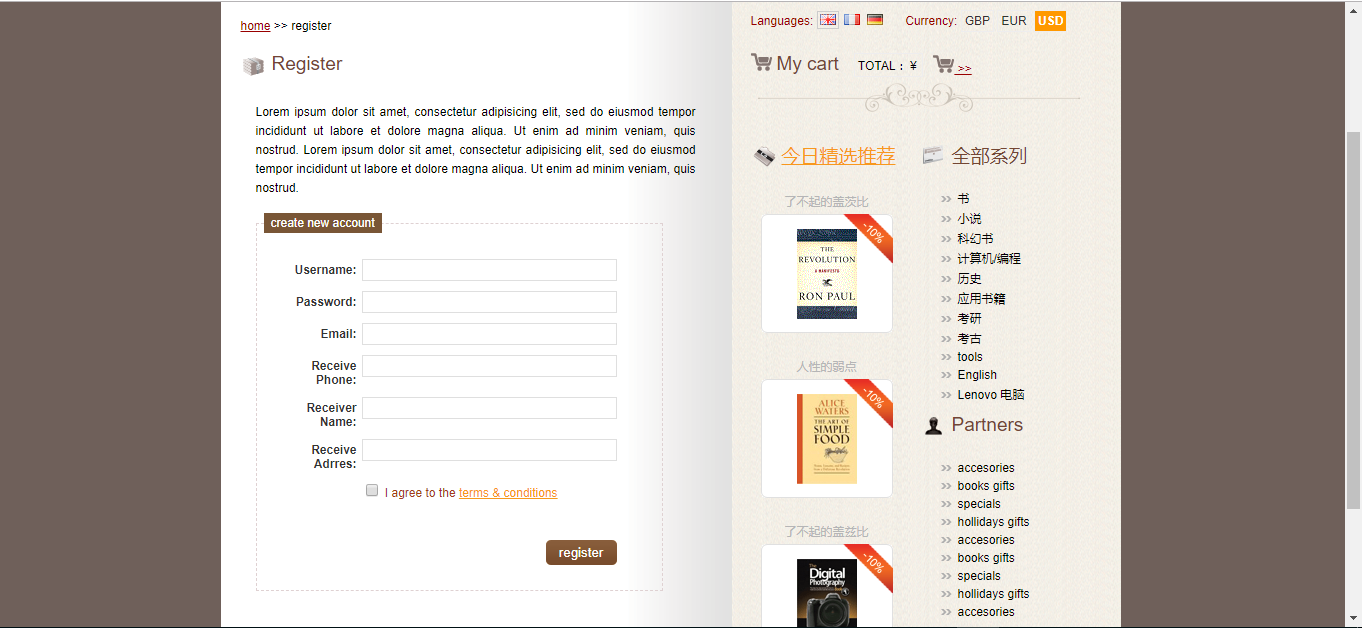 home >> register
Register
Lorem ipsum dolor sit amet, consectetur adipisicing elit, sed do eiusmod tempor
incididunt ut labore et dolore magna aliqua. Ut enim ad minim veniam, quis
nostrud. Lorem ipsum dolor sit amet, consectetur adipisicing elit, sed do eiusmod
tempor incididunt ut labore et dolore magna aliqua. Ut enim ad minim veniam, quis
nostrud.
create new account
Username:
Password:
Email:
Receive
Phone:
Receiver
Name:
Receive
Adrres:
I agree to the terms & conditions
register
Languages:
Currency: GBP EUR USD
My cart TOTAL : ¥ >>
今日精选推荐
了不起的盖茨比
-10%
THE
REVOLUTION
A MANIFESTO
RON PAUL
人性的弱点
-10%
ALICE
WATERS
THE ART OF
SIMPLE
FOOD
了不起的盖兹比
-10%
The
Digital
Photography
全部系列
书
小说
科幻书
计算机/编程
历史
应用书籍
考研
考古
tools
English
Lenovo 电脑
Partners
accesories
books gifts
specials
hollidays gifts
accesories
books gifts
specials
hollidays gifts
accesories